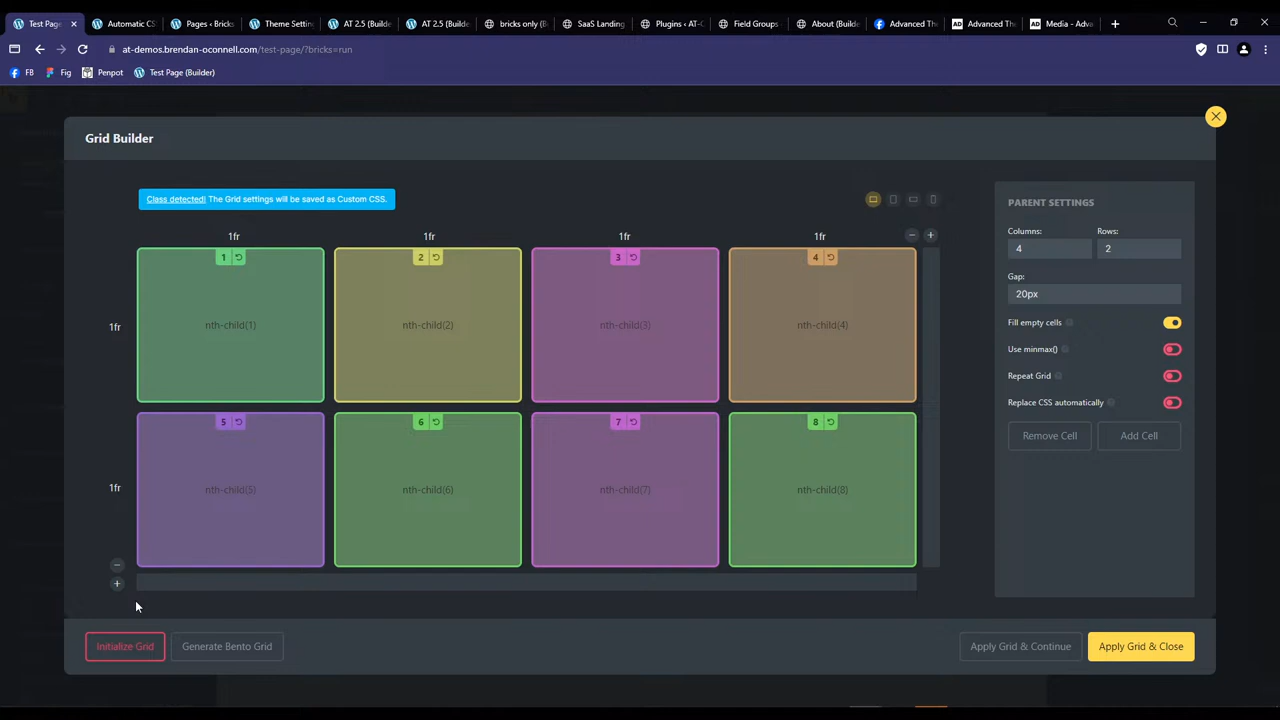 Test Page
Automatic CS
Pages ‹ Bricks
Theme Settin
AT 2.5 (Builde
AT 2.5 (Builde
bricks only (B
SaaS Landing
Plugins ‹ AT-C
Field Groups
About (Builde
Advanced The
Advanced The
Media - Adva
at-demos.brendan-oconnell.com/test-page/?bricks=run
FB
Fig
Penpot
Test Page (Builder)
Grid Builder
Class detected! The Grid settings will be saved as Custom CSS.
1fr 1fr 1fr 1fr
1 2 3 4
1fr
nth-child(1) nth-child(2) nth-child(3) nth-child(4)
5 6 7 8
1fr
nth-child(5) nth-child(6) nth-child(7) nth-child(8)
PARENT SETTINGS
Columns: Rows:
4 2
Gap:
20px
Fill empty cells
Use minmax()
Repeat Grid
Replace CSS automatically
Remove Cell Add Cell
Initialize Grid Generate Bento Grid Apply Grid & Continue Apply Grid & Close